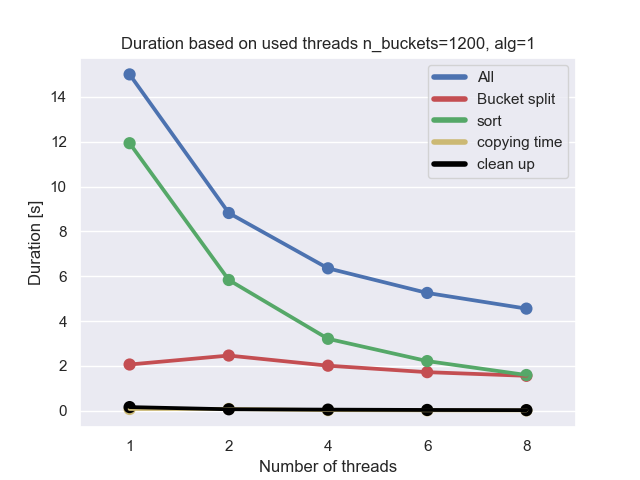 Duration based on used threads n_buckets=1200, alg=1
All
Bucket split
sort
copying time
clean up
Duration [s]
14
12
10
8
6
4
2
0
1 2 4 6 8
Number of threads